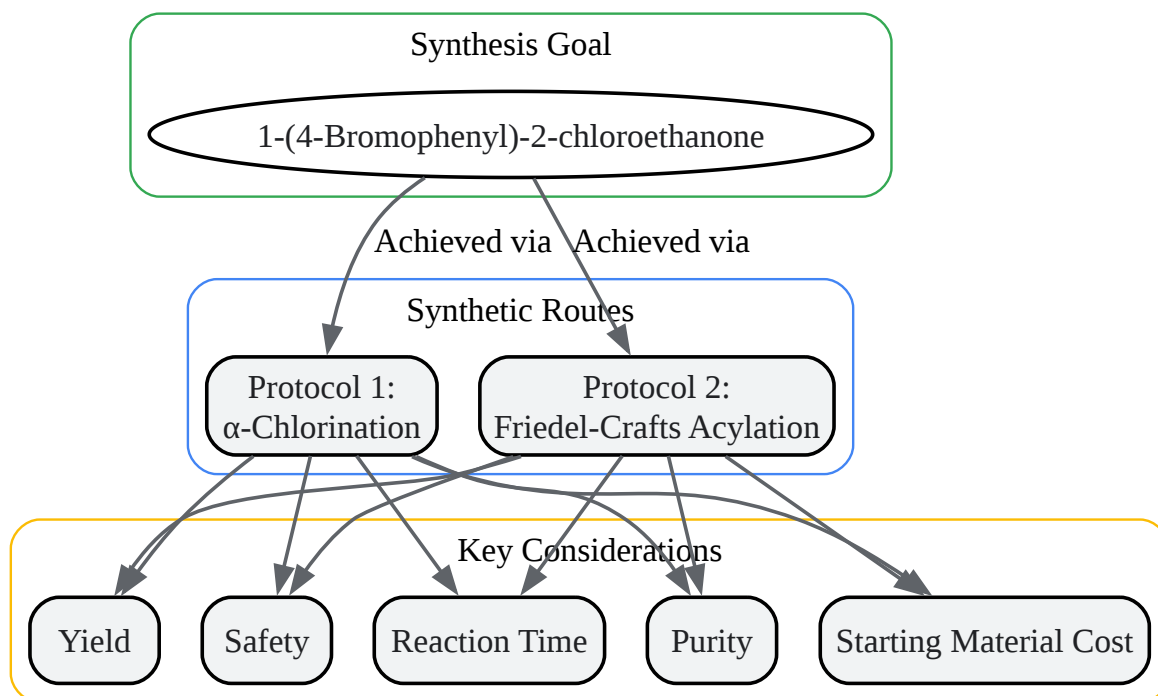 Synthesis Goal
1-(4-Bromophenyl)-2-chloroethanone
Achieved via
Achieved via
Synthetic Routes
Protocol 1:
α-Chlorination
Protocol 2:
Friedel-Crafts Acylation
Key Considerations
Yield
Safety
Reaction Time
Purity
Starting Material Cost